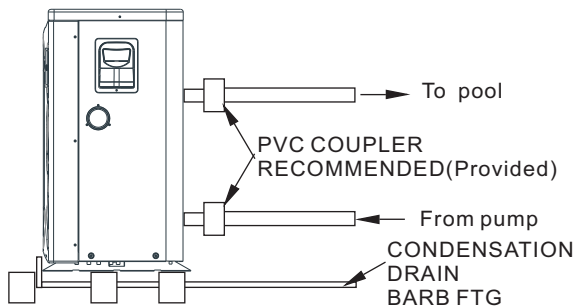 To pool
PVC COUPLER
RECOMMENDED(Provided)
From pump
CONDENSATION
DRAIN
BARB FTG